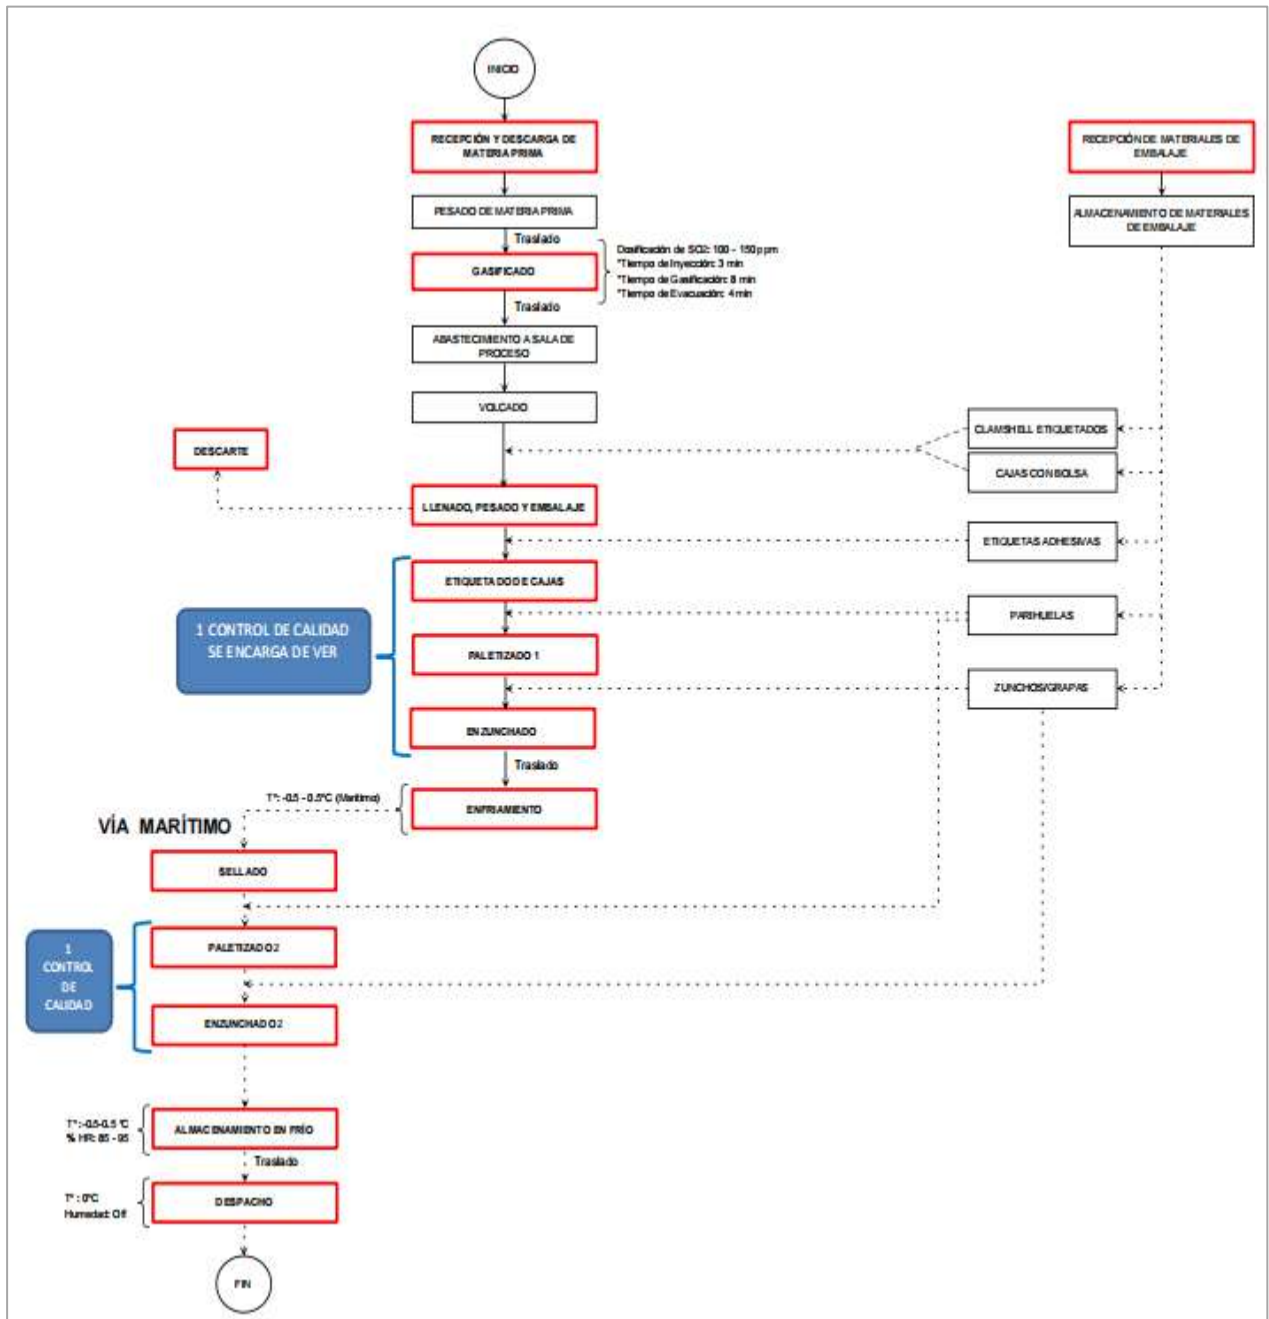 INICIO
RECEPCIÓN Y DESCARGA DE
MATERIA PRIMA
PESADO DE MATERIA PRIMA
Traslado
GASIFICADO
Dosificación de SO2: 100 - 150 ppm
*Tiempo de Inyección: 3 min
*Tiempo de Gasificación: 8 min
*Tiempo de Evacuación: 4 min
Traslado
ABASTECIMIENTO A SALA DE
PROCESO
VOLCADO
DESCARTE
LLENADO, PESADO Y EMBALAJE
ETIQUETADO DE CAJAS
1 CONTROL DE CALIDAD
SE ENCARGA DE VER
PALETIZADO 1
ENZUNCHADO
Traslado
T°: -0.5 - 0.5°C (Marítimo)
ENFRIAMIENTO
RECEPCIÓN DE MATERIALES DE
EMBALAJE
ALMACENAMIENTO DE MATERIALES
DE EMBALAJE
CLAMSHELL ETIQUETADOS
CAJAS CON BOLSA
ETIQUETAS ADHESIVAS
PARIHUELAS
ZUNCHOS/GRAPAS
VÍA MARÍTIMO
SELLADO
1
CONTROL
DE
CALIDAD
PALETIZADO 2
ENZUNCHADO 2
T°: -0.5-0.5 °C
% HR: 85 - 95
ALMACENAMIENTO EN FRÍO
Traslado
T° : 0°C
Humedad: Off
DESPACHO
FIN